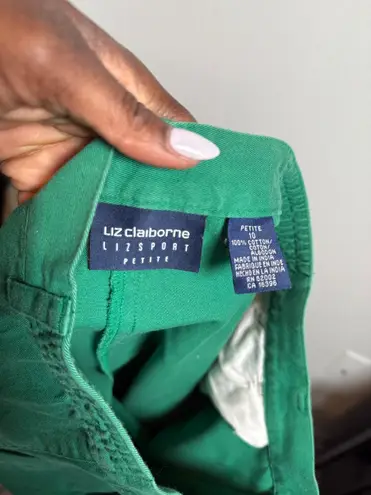 Liz claiborne
LIZSPORT
PETITE
PETITE
10
100% COTTON/
COTON/
ALGODON
MADE IN INDIA
FABRIQUE EN INDE
HECHO EN LA INDIA
RN 52002
CA 16396